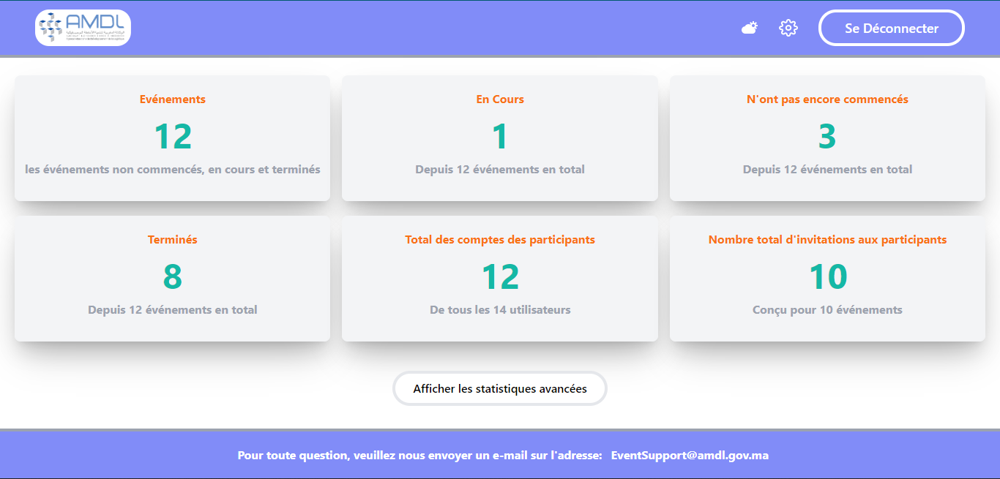 AMDL
Se Déconnecter
Evénements
12
les événements non commencés, en cours et terminés
En Cours
1
Depuis 12 événements en total
N'ont pas encore commencés
3
Depuis 12 événements en total
Terminés
8
Depuis 12 événements en total
Total des comptes des participants
12
De tous les 14 utilisateurs
Nombre total d'invitations aux participants
10
Conçu pour 10 événements
Afficher les statistiques avancées
Pour toute question, veuillez nous envoyer un e-mail sur l'adresse: EventSupport@amdl.gov.ma